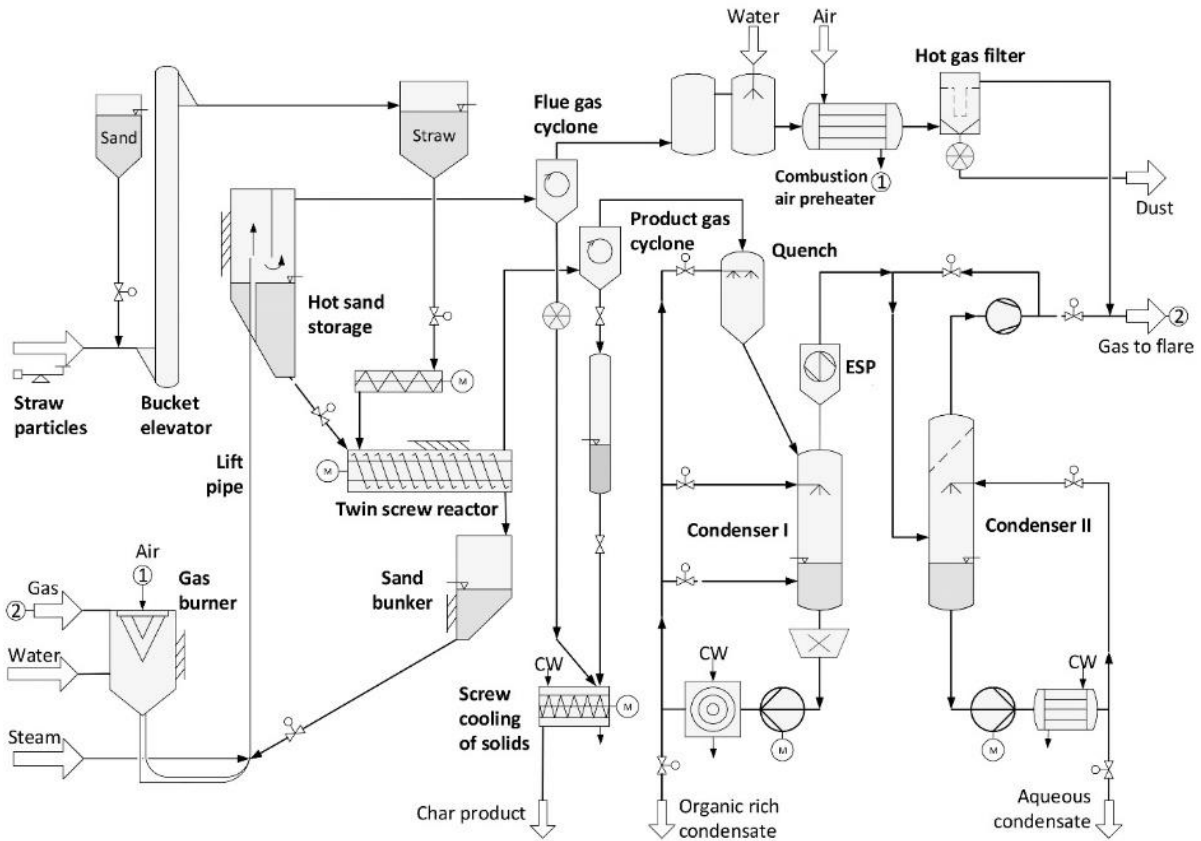 Water
Air
Hot gas filter
Flue gas
cyclone
Sand
Straw
Combustion
air preheater
1
Dust
Product gas
cyclone
Quench
Hot sand
storage
2
Gas to flare
ESP
M
Straw
particles
Bucket
elevator
Lift
pipe
M
Twin screw reactor
Condenser I
Condenser II
Air
1
Gas
burner
Gas
2
Sand
bunker
Water
CW
CW
CW
Screw
cooling
of solids
M
Steam
M
M
Char product
Organic rich
condensate
Aqueous
condensate